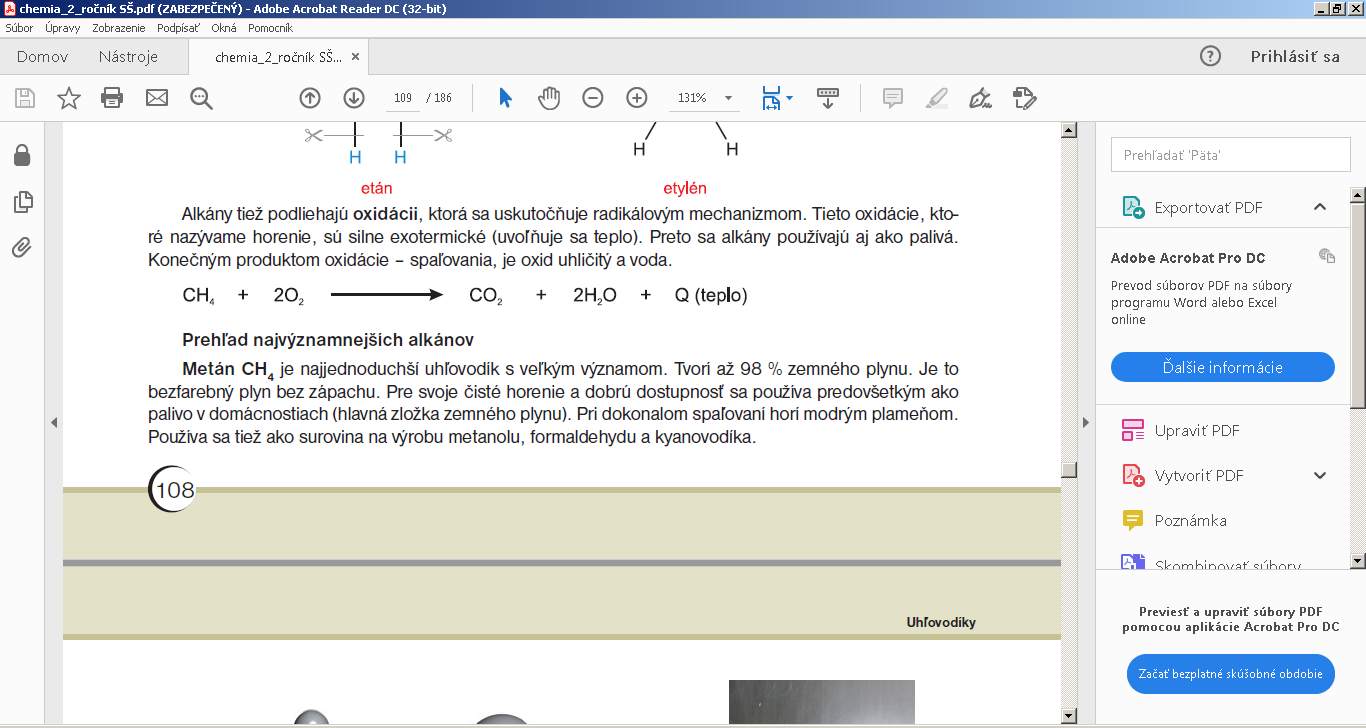 chemia_2_ročník SŠ.pdf (ZABEZPEČENÝ) - Adobe Acrobat Reader DC (32-bit)
Súbor Úpravy Zobrazenie Podpísať Okná Pomocník
Domov Nástroje chemia_2_ročník SŠ... × Prihlásiť sa
109 / 186 131%
H H H H
etán etylén
Alkány tiež podliehajú oxidácii, ktorá sa uskutočňuje radikálovým mechanizmom. Tieto oxidácie, kto-
ré nazývame horenie, sú silne exotermické (uvoľňuje sa teplo). Preto sa alkány používajú aj ako palivá.
Konečným produktom oxidácie – spaľovania, je oxid uhličitý a voda.
CH₄ + 2O₂ ⟶ CO₂ + 2H₂O + Q (teplo)
Prehľad najvýznamnejších alkánov
Metán CH₄ je najjednoduchší uhľovodík s veľkým významom. Tvorí až 98 % zemného plynu. Je to
bezfarebný plyn bez zápachu. Pre svoje čisté horenie a dobrú dostupnosť sa používa predovšetkým ako
palivo v domácnostiach (hlavná zložka zemného plynu). Pri dokonalom spaľovaní horí modrým plameňom.
Používa sa tiež ako surovina na výrobu metanolu, formaldehydu a kyanovodíka.
108
Uhľovodíky
Prehľadať 'Päta'
Exportovať PDF
Adobe Acrobat Pro DC
Prevod súborov PDF na súbory
programu Word alebo Excel
online
Ďalšie informácie
Upraviť PDF
Vytvoriť PDF
Poznámka
Skombinovať súbory
Previesť a upraviť súbory PDF
pomocou aplikácie Acrobat Pro DC
Začať bezplatné skúšobné obdobie